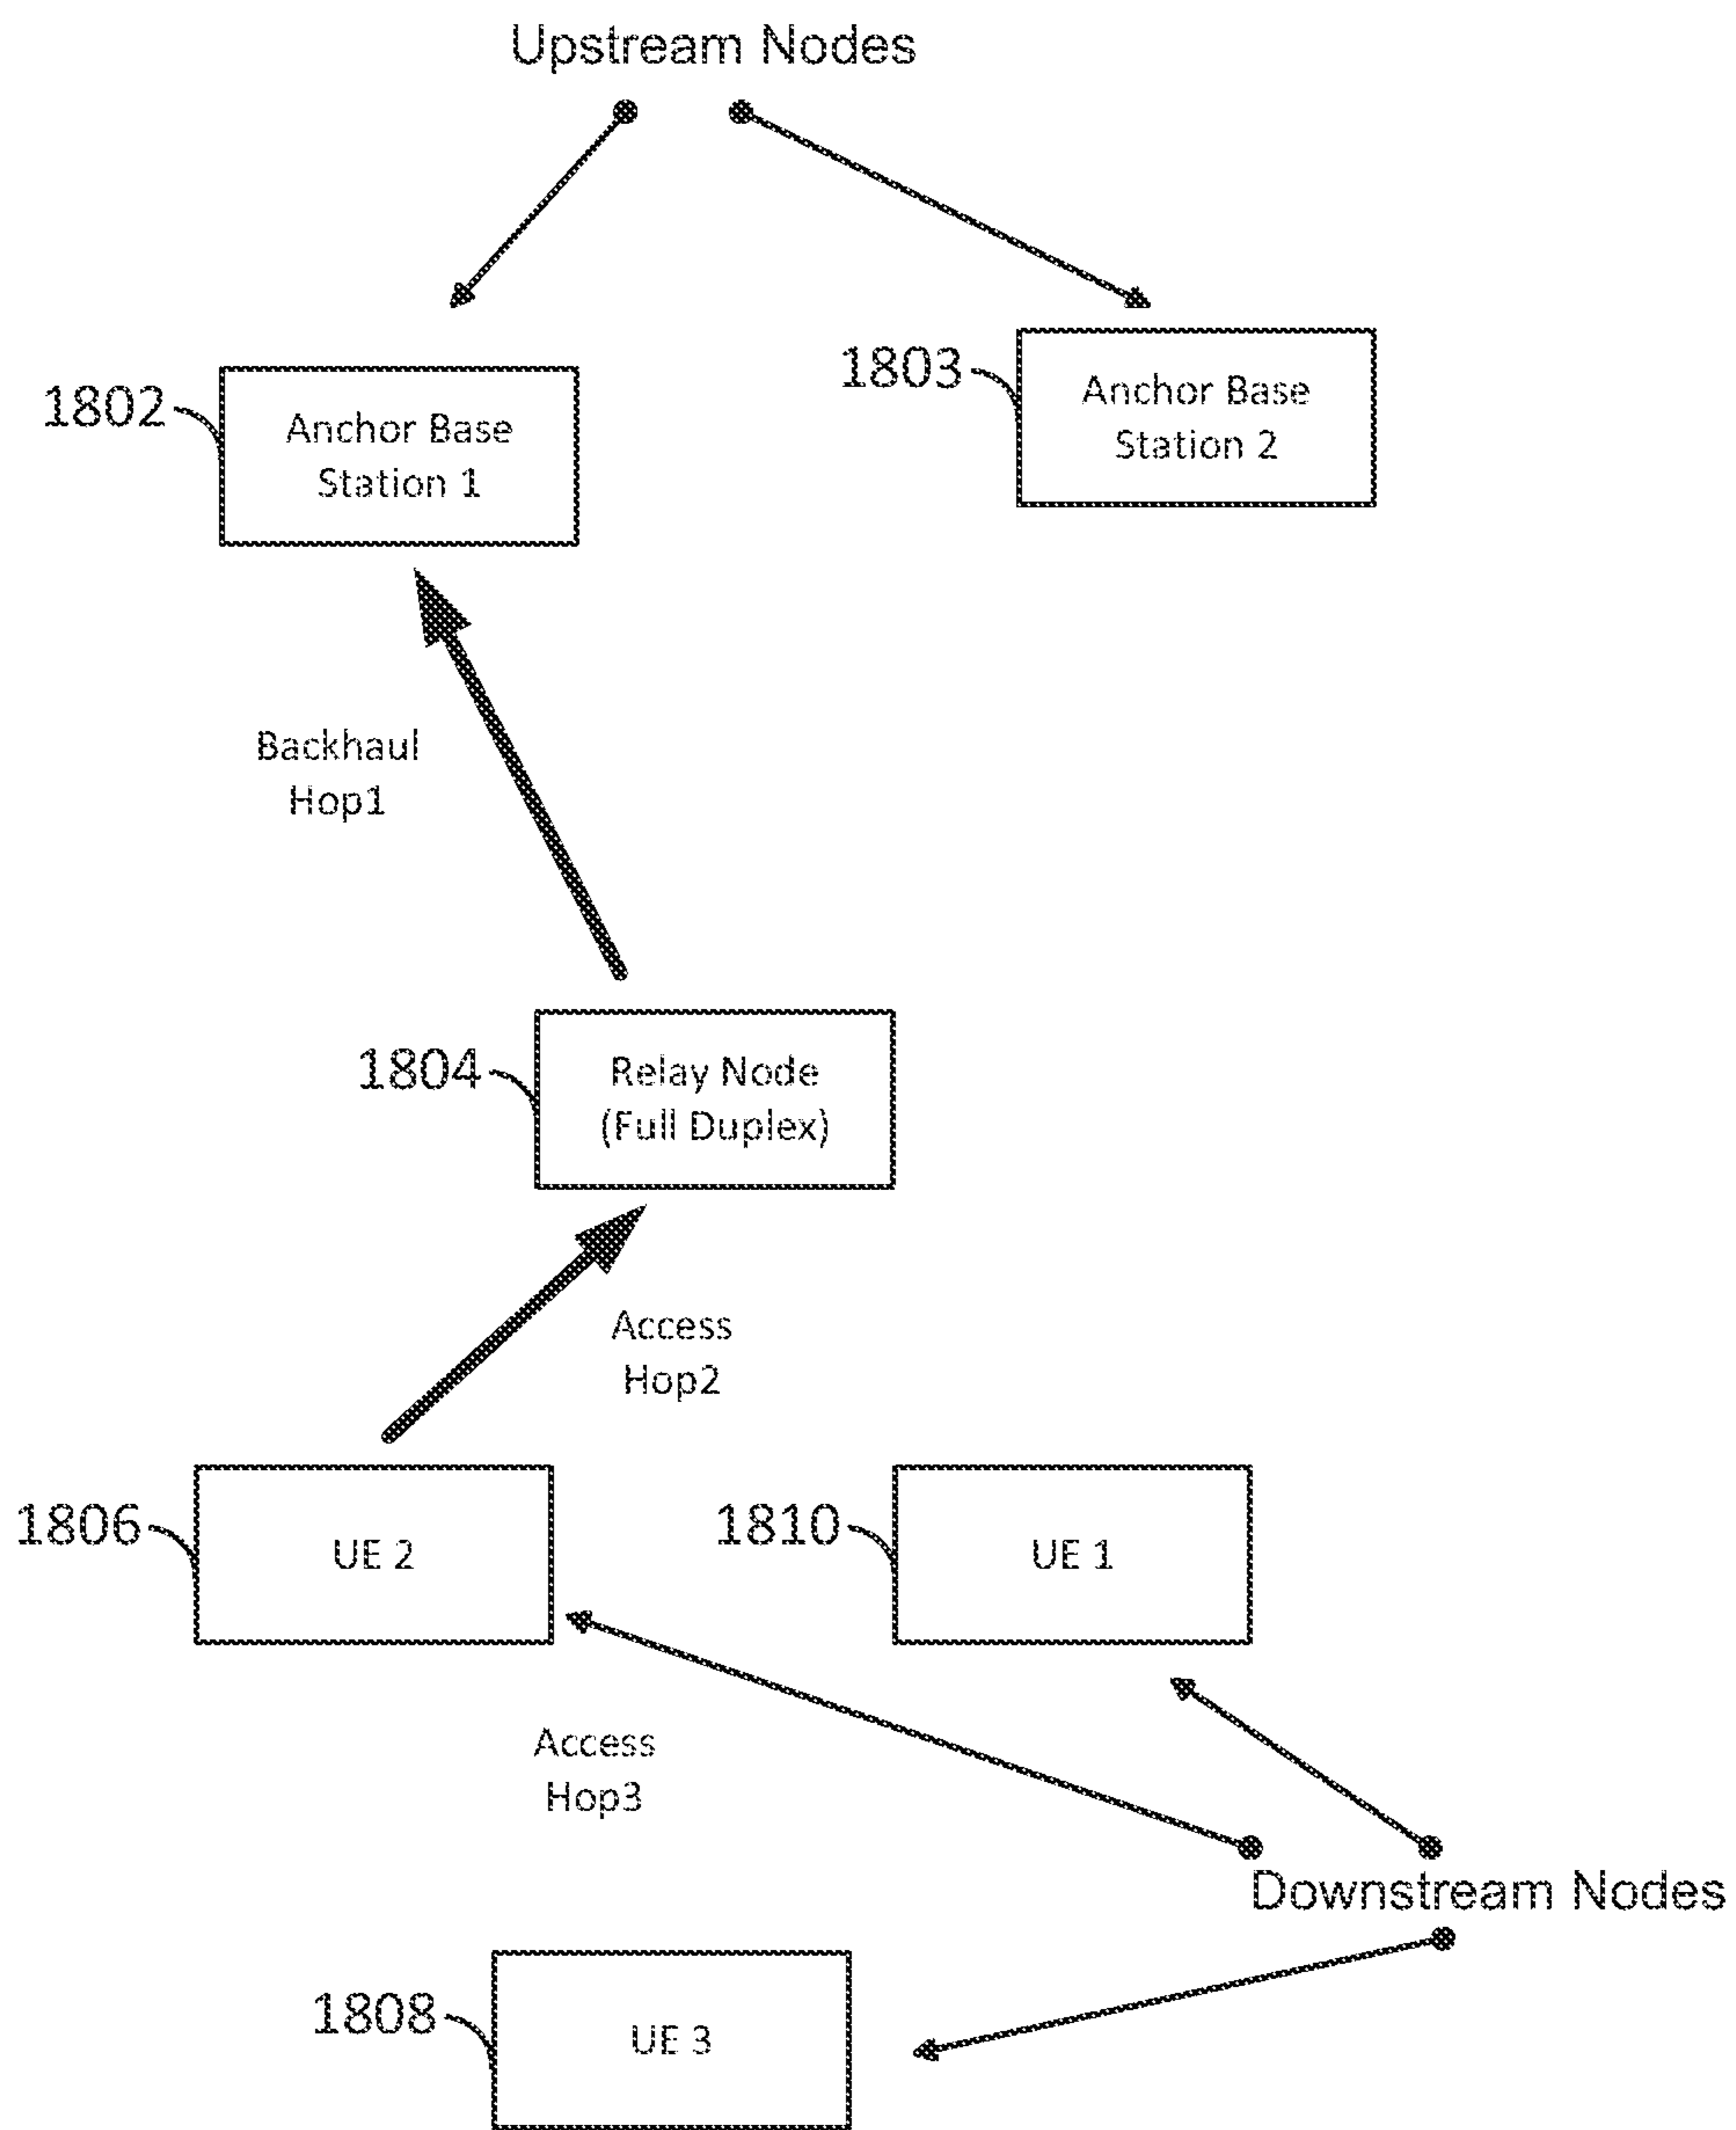 Upstream Nodes
1803
Anchor Base
Station 2
1802
Anchor Base
Station 1
Backhaul
Hop1
1804
Relay Node
(Full Duplex)
Access
Hop2
1806
UE 2
1810
UE 1
Access
Hop3
Downstream Nodes
1808
UE 3